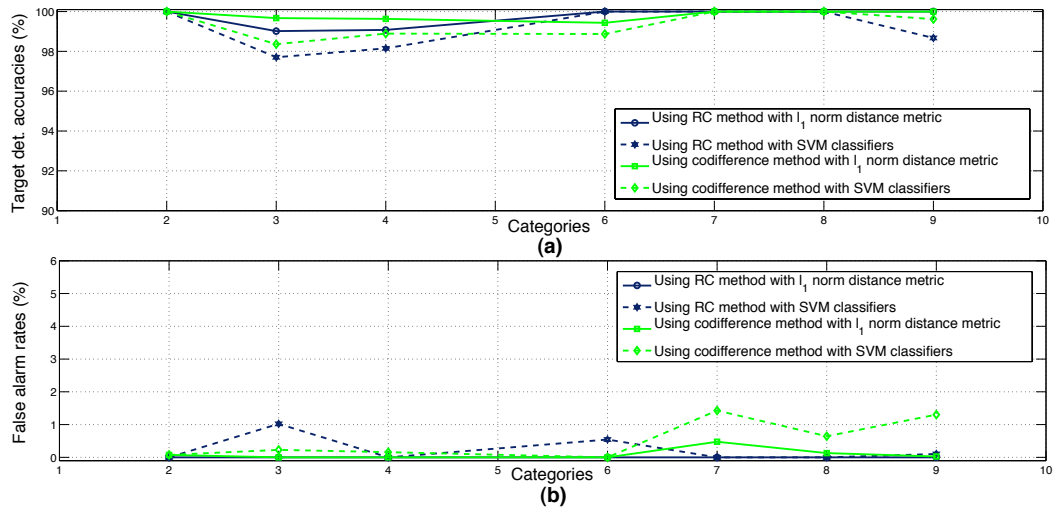 Target det. accuracies (%)
100
98
96
94
92
90
1 2 3 4 5 6 7 8 9 10
Using RC method with l1 norm distance metric
Using RC method with SVM classifiers
Using codifference method with l1 norm distance metric
Using codifference method with SVM classifiers
Categories
(a)
False alarm rates (%)
6
5
4
3
2
1
0
1 2 3 4 5 6 7 8 9 10
Using RC method with l1 norm distance metric
Using RC method with SVM classifiers
Using codifference method with l1 norm distance metric
Using codifference method with SVM classifiers
Categories
(b)